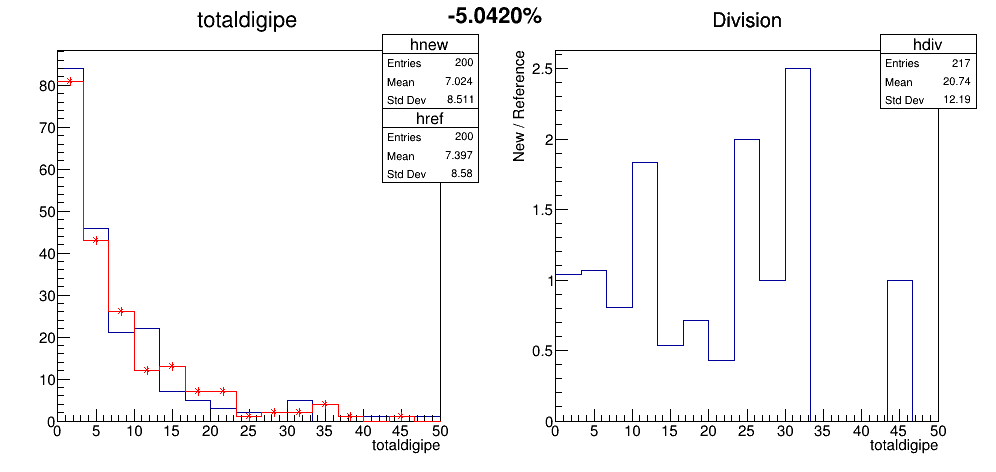 -5.0420%
totaldigipe
hnew
Entries 200
Mean 7.024
Std Dev 8.511
href
Entries 200
Mean 7.397
Std Dev 8.58
80
70
60
50
40
30
20
10
0
0 5 10 15 20 25 30 35 40 45 50
totaldigipe
Division
hdiv
Entries 217
Mean 20.74
Std Dev 12.19
New / Reference
2.5
2
1.5
1
0.5
0
0 5 10 15 20 25 30 35 40 45 50
totaldigipe